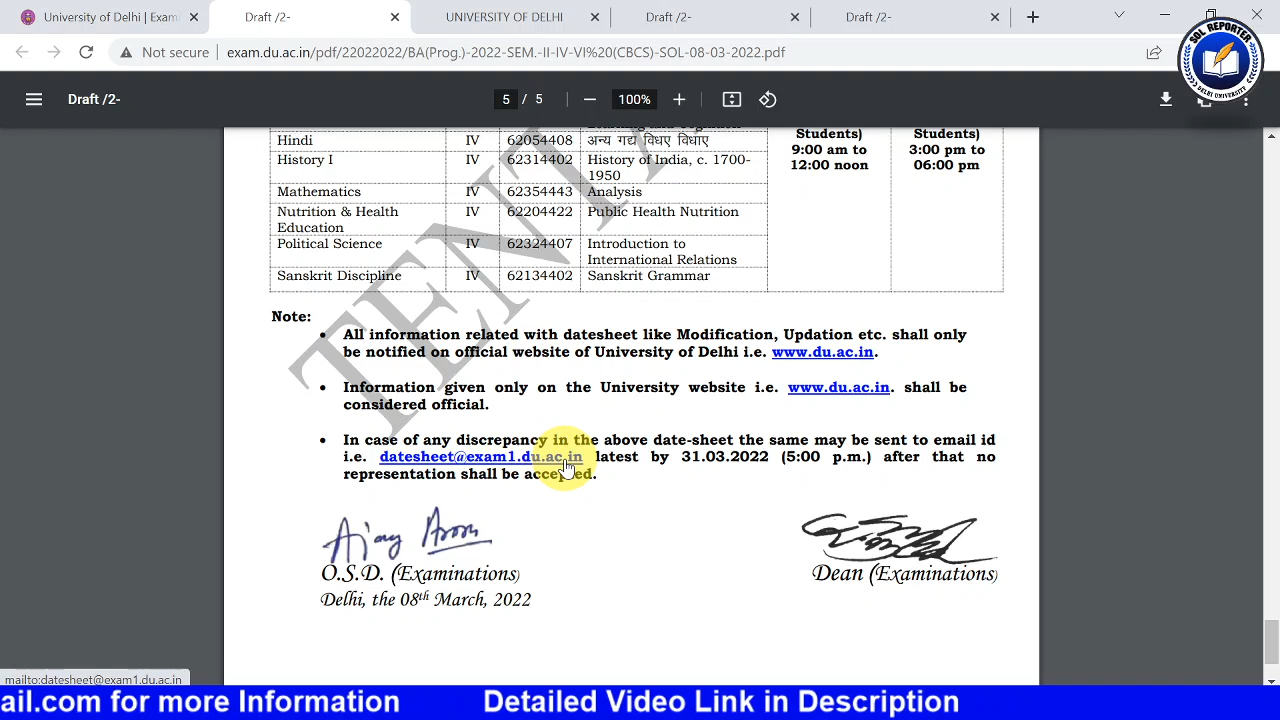 University of Delhi | Exam
Draft /2-
UNIVERSITY OF DELHI
Draft /2-
Draft /2-
Not secure
exam.du.ac.in/pdf/22022022/BA(Prog.)-2022-SEM.-II-IV-VI%20(CBCS)-SOL-08-03-2022.pdf
SOL REPORTER
DELHI UNIVERSITY
Draft /2-
5 / 5
100%
Students)
9:00 am to
12:00 noon
Students)
3:00 pm to
06:00 pm
Hindi IV 62054408 अन्य गद्य विधए विधाए
History I IV 62314402 History of India, c. 1700-
1950
Mathematics IV 62354443 Analysis
Nutrition & Health IV 62204422 Public Health Nutrition
Education
Political Science IV 62324407 Introduction to
International Relations
Sanskrit Discipline IV 62134402 Sanskrit Grammar
TENTA
Note:
• All information related with datesheet like Modification, Updation etc. shall only
be notified on official website of University of Delhi i.e. www.du.ac.in.
• Information given only on the University website i.e. www.du.ac.in. shall be
considered official.
• In case of any discrepancy in the above date-sheet the same may be sent to email id
i.e. datesheet@exam1.du.ac.in latest by 31.03.2022 (5:00 p.m.) after that no
representation shall be accepted.
Ajay Arora
O.S.D. (Examinations)
Dean (Examinations)
Delhi, the 08th March, 2022
mailto:datesheet@exam1.du.ac.in
ail.com for more Information Detailed Video Link in Description